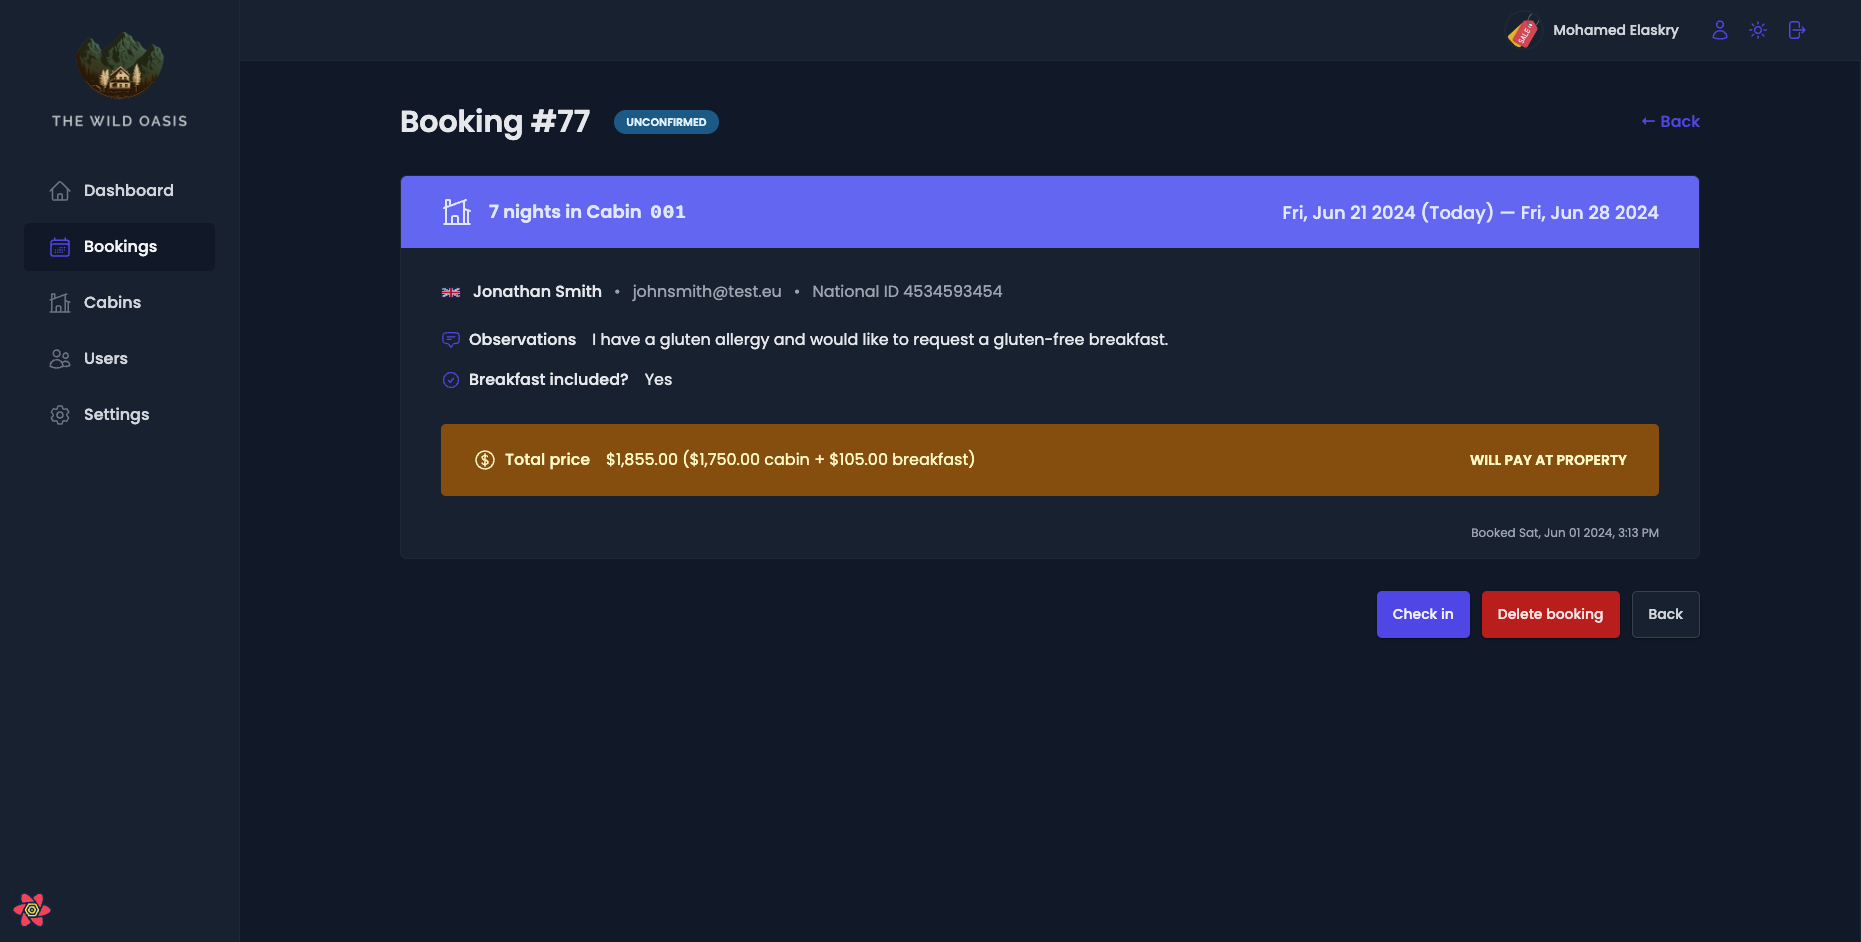 THE WILD OASIS
Dashboard
Bookings
Cabins
Users
Settings
SALE
Mohamed Elaskry
Booking #77 UNCONFIRMED
← Back
7 nights in Cabin 001
Fri, Jun 21 2024 (Today) — Fri, Jun 28 2024
Jonathan Smith • johnsmith@test.eu • National ID 4534593454
Observations I have a gluten allergy and would like to request a gluten-free breakfast.
Breakfast included? Yes
Total price $1,855.00 ($1,750.00 cabin + $105.00 breakfast)
WILL PAY AT PROPERTY
Booked Sat, Jun 01 2024, 3:13 PM
Check in Delete booking Back